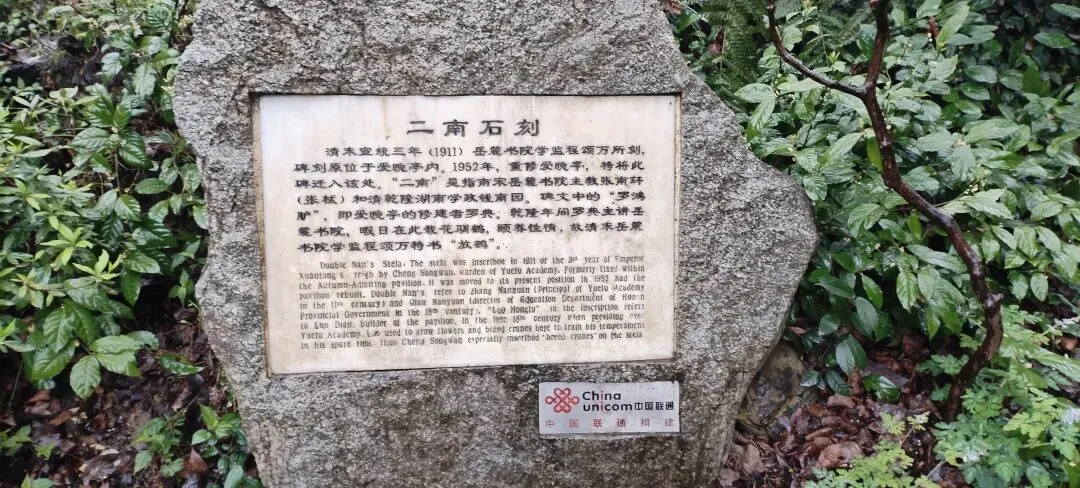 二南石刻
清末宣统三年（1911）岳麓书院学监程颂万所刻，
碑刻原位于爱晚亭内。1952年，重修爱晚亭，特将此
碑迁入该处。“二南”是指南宋岳麓书院主教张南轩
（张栻）和清乾隆湖南学政钱南园。碑文中的“罗鸿
胪”，即爱晚亭的修建者罗典。乾隆年间罗典主讲岳
麓书院，暇日在此栽花驯鹤，颐养性情，故清末岳麓
书院学监程颂万特书“放鹤”。
Double Nan's Stela. The stela was inscribed in 1911 of the 3rd year of Emperor
Xuantong's reign by Cheng Songwan, warden of Yuelu Academy. Formerly fixed within
the Autumn-Admiring pavilion, it was moved to its present position in 1952 had the
pavilion rebuilt. Double Nan's refer to Zhang Nanxuan (Principal of Yuelu Academy
in the 11th century) and Qian Nanyuan (director of Education Department of Hunan
Provincial Government in the 18th century). "Luo Honglu" in the inscription refers
to Luo Dian, builder of the pavilion. In the late 18th century when presiding over
Yuelu Academy, Luo used to grow flowers and breed cranes here to train his temperament
in his spare time, thus Cheng Songwan especially inscribed "breed cranes" on the stela.
China
unicom中国联通
中国联通捐建